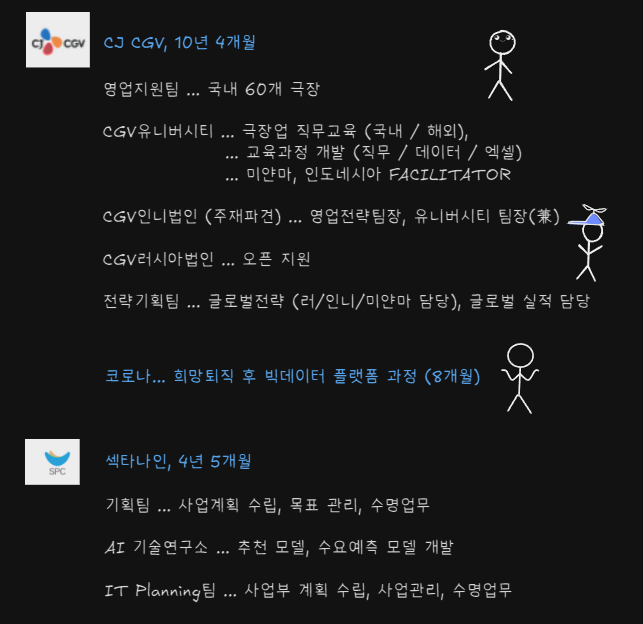 CJ CGV
CJ CGV, 10년 4개월
영업지원팀 ... 국내 60개 극장
CGV유니버시티 ... 극장업 직무교육 (국내 / 해외),
... 교육과정 개발 (직무 / 데이터 / 엑셀)
... 미얀마, 인도네시아 FACILITATOR
CGV인니법인 (주재파견) ... 영업전략팀장, 유니버시티 팀장(兼)
CGV러시아법인 ... 오픈 지원
전략기획팀 ... 글로벌전략 (러/인니/미얀마 담당), 글로벌 실적 담당
코로나... 희망퇴직 후 빅데이터 플랫폼 과정 (8개월)
SPC
섹타나인, 4년 5개월
기획팀 ... 사업계획 수립, 목표 관리, 수명업무
AI 기술연구소 ... 추천 모델, 수요예측 모델 개발
IT Planning팀 ... 사업부 계획 수립, 사업관리, 수명업무